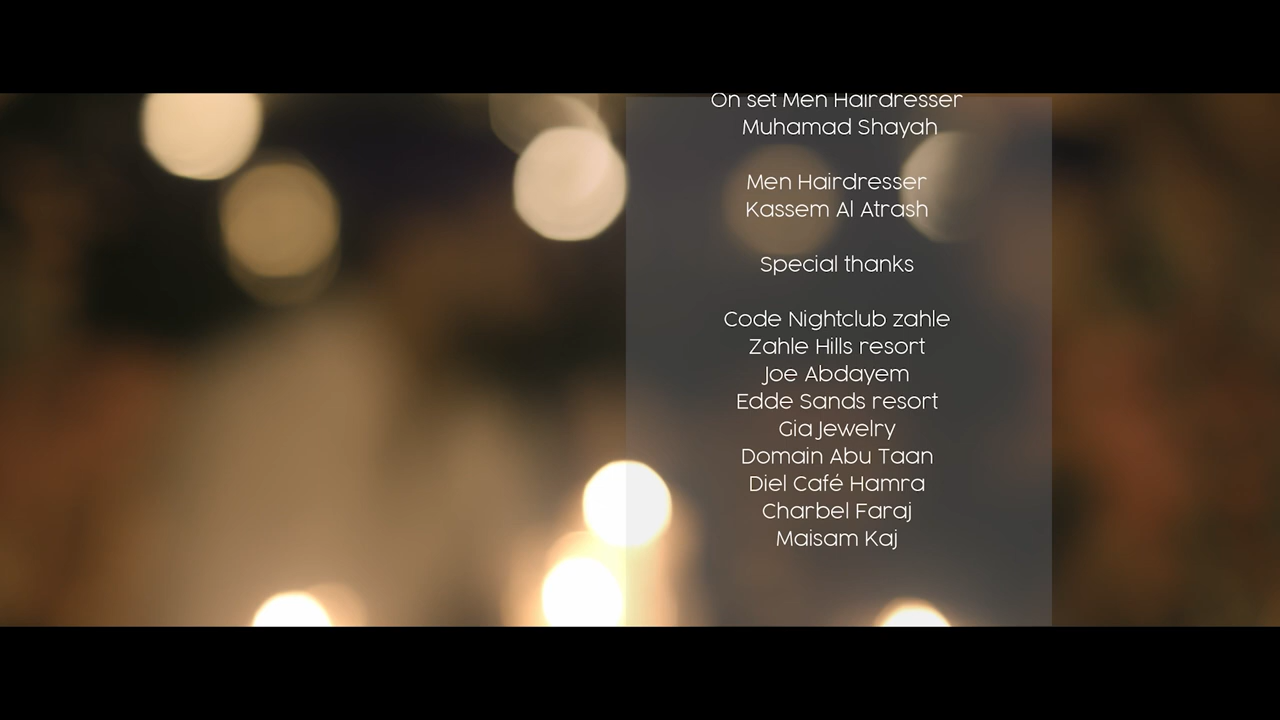 On set Men Hairdresser
Muhamad Shayah
Men Hairdresser
Kassem Al Atrash
Special thanks
Code Nightclub zahle
Zahle Hills resort
Joe Abdayem
Edde Sands resort
Gia Jewelry
Domain Abu Taan
Diel Café Hamra
Charbel Faraj
Maisam Kaj